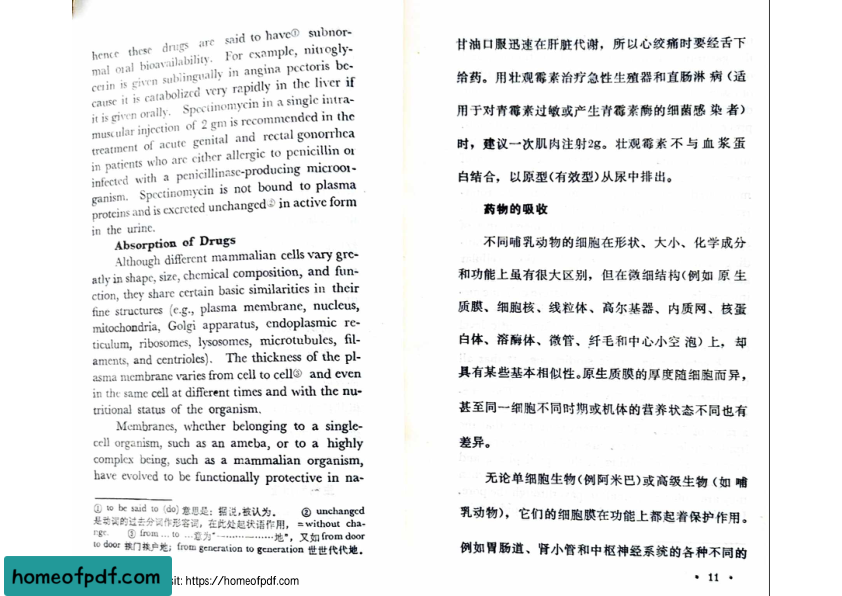 hence these drugs are said to have① subnor-
mal oral bioavailability. For example, nitrogly-
cerin is given sublingually in angina pectoris be-
cause it is catabolized very rapidly in the liver if
it is given orally. Spectinomycin in a single intra-
muscular injection of 2 gm is recommended in the
treatment of acute genital and rectal gonorrhea
in patients who are either allergic to penicillin or
infected with a penicillinase-producing microor-
ganism. Spectinomycin is not bound to plasma
proteins and is excreted unchanged② in active form
in the urine.
Absorption of Drugs
Although different mammalian cells vary gre-
atly in shape, size, chemical composition, and fun-
ction, they share certain basic similarities in their
fine structures (e.g., plasma membrane, nucleus,
mitochondria, Golgi apparatus, endoplasmic re-
ticulum, ribosomes, lysosomes, microtubules, fil-
aments, and centrioles). The thickness of the pl-
asma membrane varies from cell to cell③ and even
in the same cell at different times and with the nu-
tritional status of the organism.
Membranes, whether belonging to a single-
cell organism, such as an ameba, or to a highly
complex being, such as a mammalian organism,
have evolved to be functionally protective in na-
① to be said to (do) 意思是：据说,被认为. ② unchanged
是动词的过去分词作形容词，在此处起状语作用，=without cha-
nge. ③ from … to …意为"……………地"，又如 from door
to door 挨门挨户地; from generation to generation 世世代代地.
甘油口服迅速在肝脏代谢，所以心绞痛时要经舌下
给药。用壮观霉素治疗急性生殖器和直肠淋病(适
用于对青霉素过敏或产生青霉素酶的细菌感染者)
时，建议一次肌肉注射2g。壮观霉素不与血浆蛋
白结合，以原型(有效型)从尿中排出。
药物的吸收
不同哺乳动物的细胞在形状、大小、化学成分
和功能上虽有很大区别，但在微细结构(例如原生
质膜、细胞核、线粒体、高尔基器、内质网、核蛋
白体、溶酶体、微管、纤毛和中心小空泡)上，却
具有某些基本相似性。原生质膜的厚度随细胞而异，
甚至同一细胞不同时期或机体的营养状态不同也有
差异。
无论单细胞生物(例阿米巴)或高级生物(如哺
乳动物)，它们的细胞膜在功能上都起着保护作用。
例如胃肠道、肾小管和中枢神经系统的各种不同的
• 11 •
homeofpdf.com
sit: https://homeofpdf.com